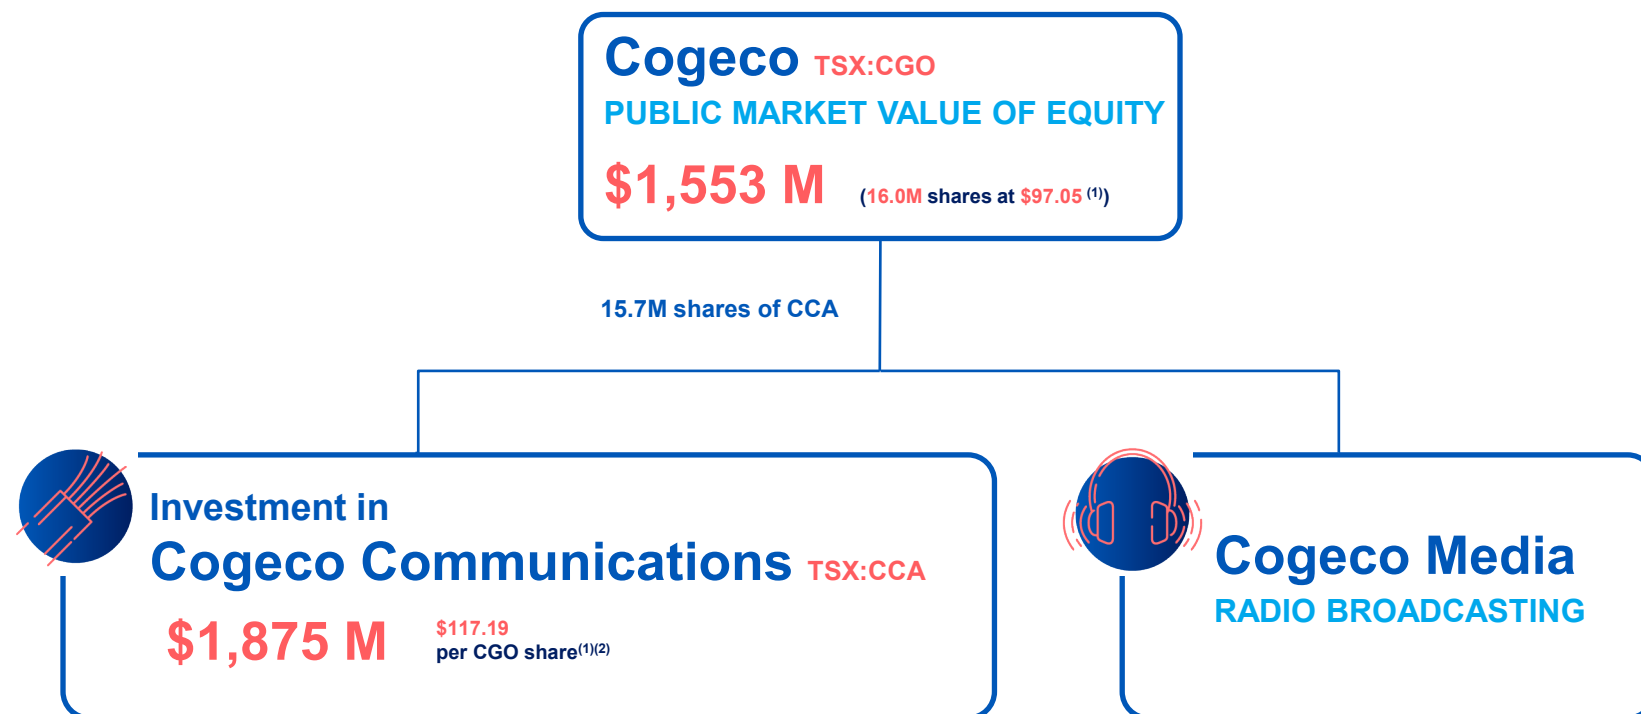 Cogeco TSX:CGO
PUBLIC MARKET VALUE OF EQUITY
$1,553 M (16.0M shares at $97.05 (1))
15.7M shares of CCA
Investment in
Cogeco Communications TSX:CCA
$1,875 M
$117.19
per CGO share(1)(2)
Cogeco Media
RADIO BROADCASTING